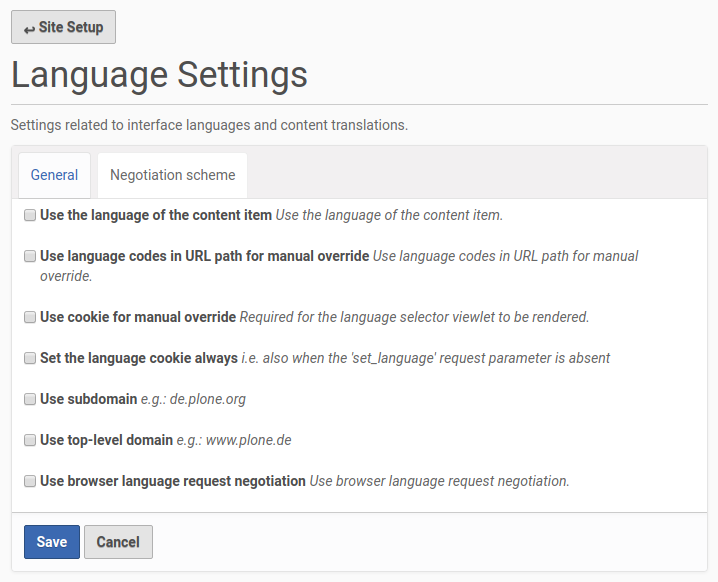 ↩ Site Setup
Language Settings
Settings related to interface languages and content translations.
General Negotiation scheme
Use the language of the content item Use the language of the content item.
Use language codes in URL path for manual override Use language codes in URL path for manual
override.
Use cookie for manual override Required for the language selector viewlet to be rendered.
Set the language cookie always i.e. also when the 'set_language' request parameter is absent
Use subdomain e.g.: de.plone.org
Use top-level domain e.g.: www.plone.de
Use browser language request negotiation Use browser language request negotiation.
Save Cancel